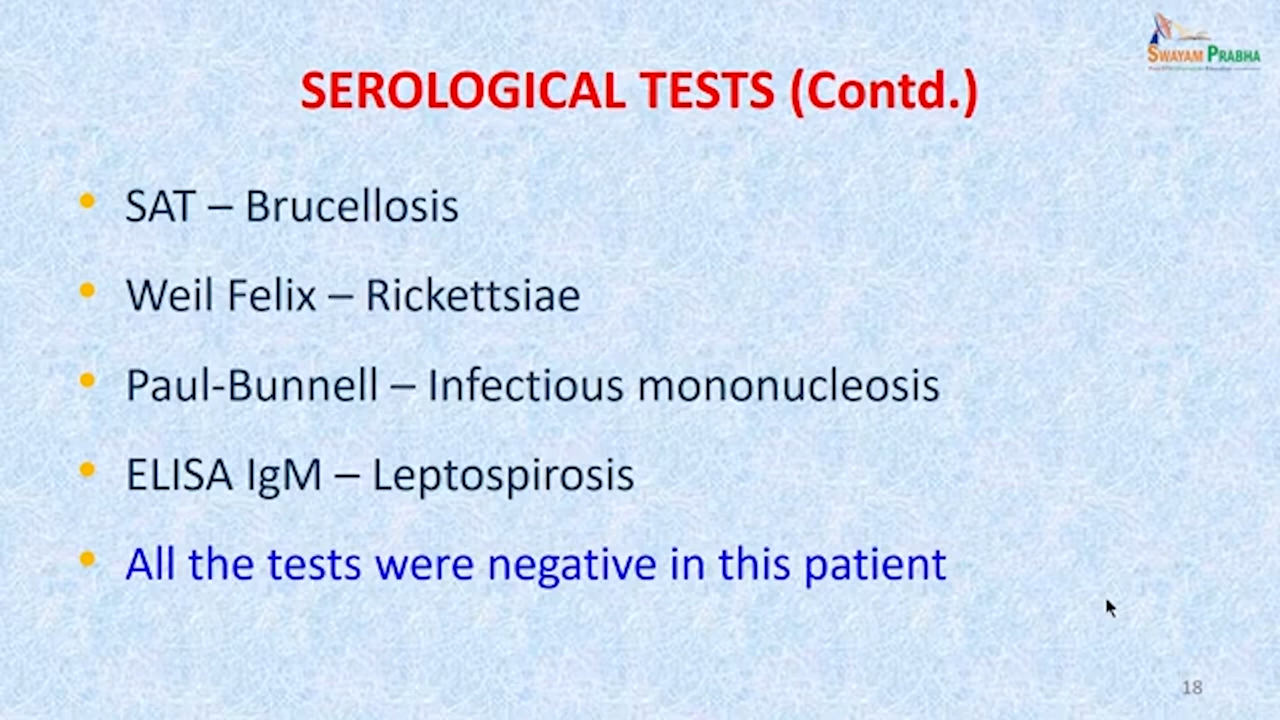 SWAYAM PRABHA
SEROLOGICAL TESTS (Contd.)
• SAT – Brucellosis
• Weil Felix – Rickettsiae
• Paul-Bunnell – Infectious mononucleosis
• ELISA IgM – Leptospirosis
• All the tests were negative in this patient
18